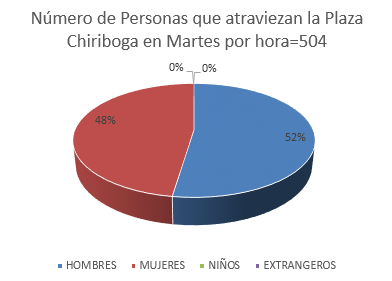 Número de Personas que atraviezan la Plaza
Chiriboga en Martes por hora=504
0% 0%
48%
52%
HOMBRES MUJERES NIÑOS EXTRANGEROS